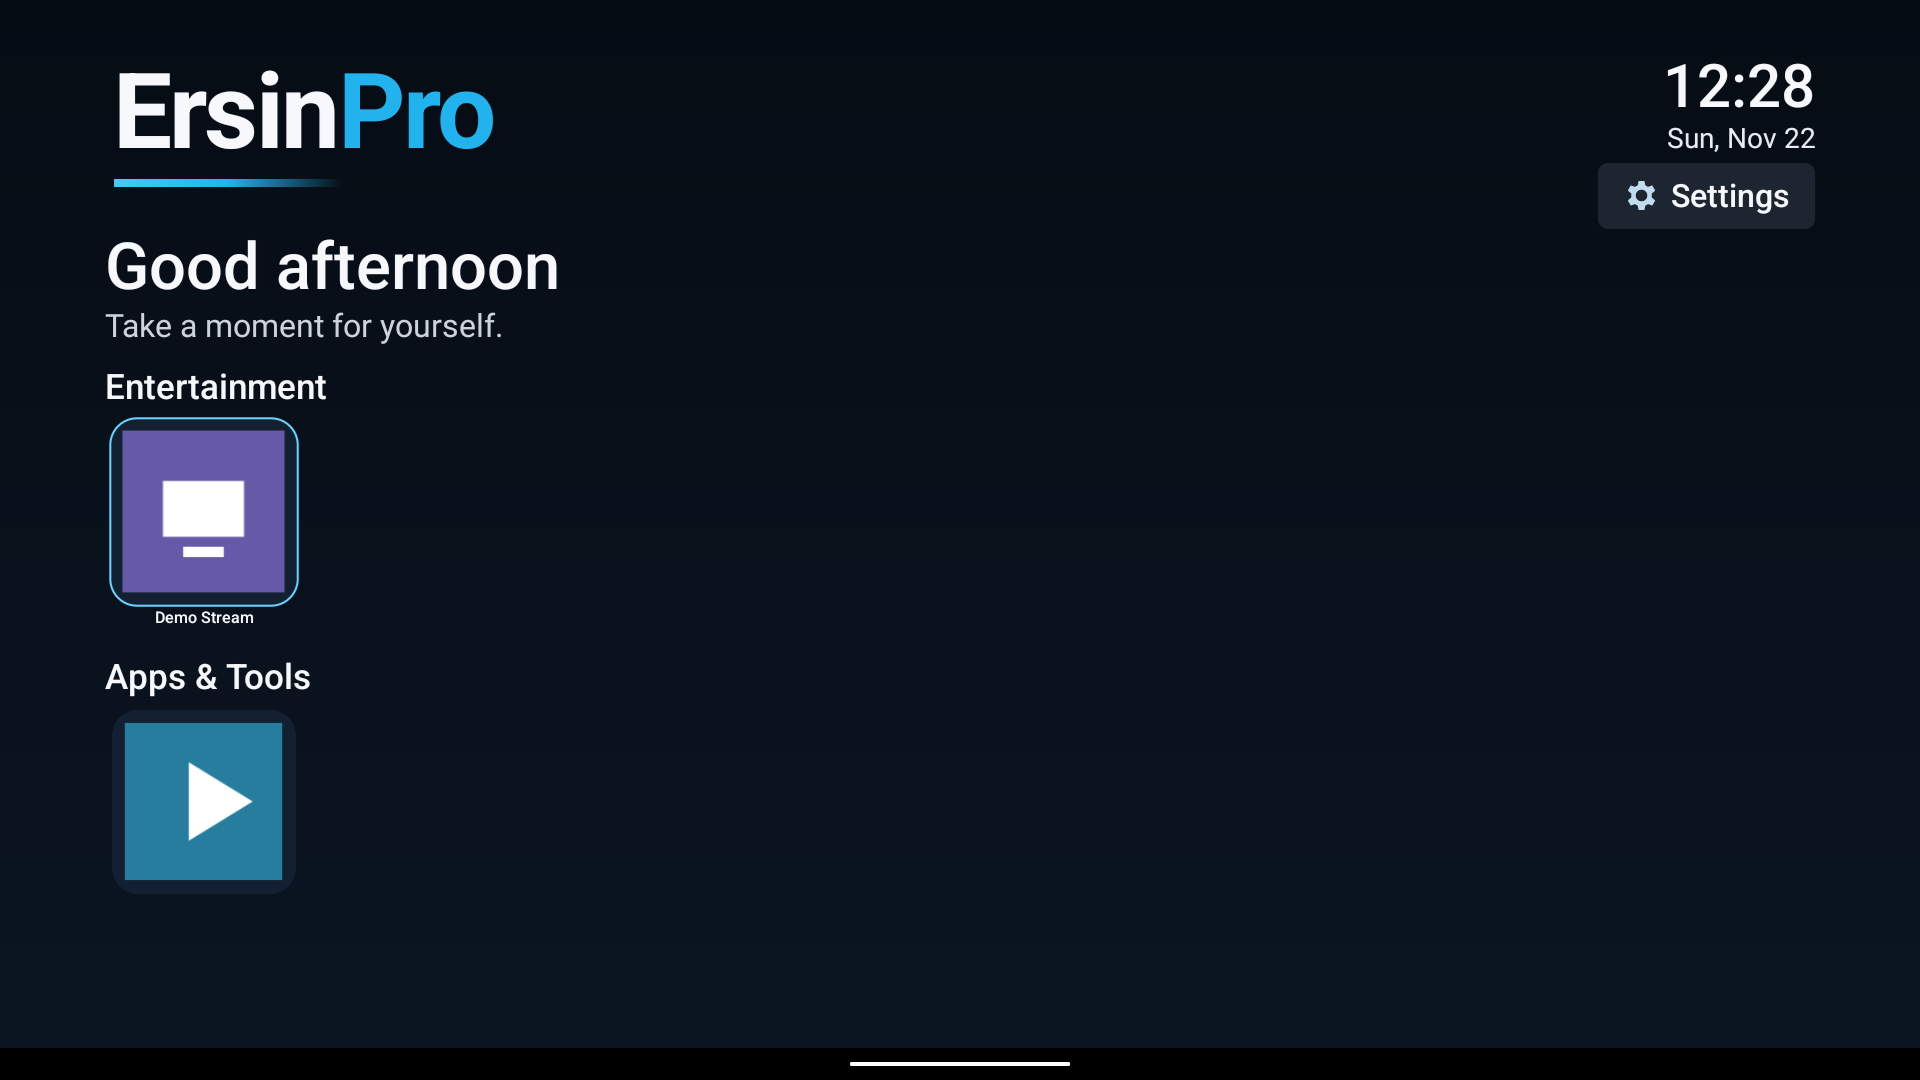 ErsinPro
12:28
Sun, Nov 22
Settings
Good afternoon
Take a moment for yourself.
Entertainment
Demo Stream
Apps & Tools